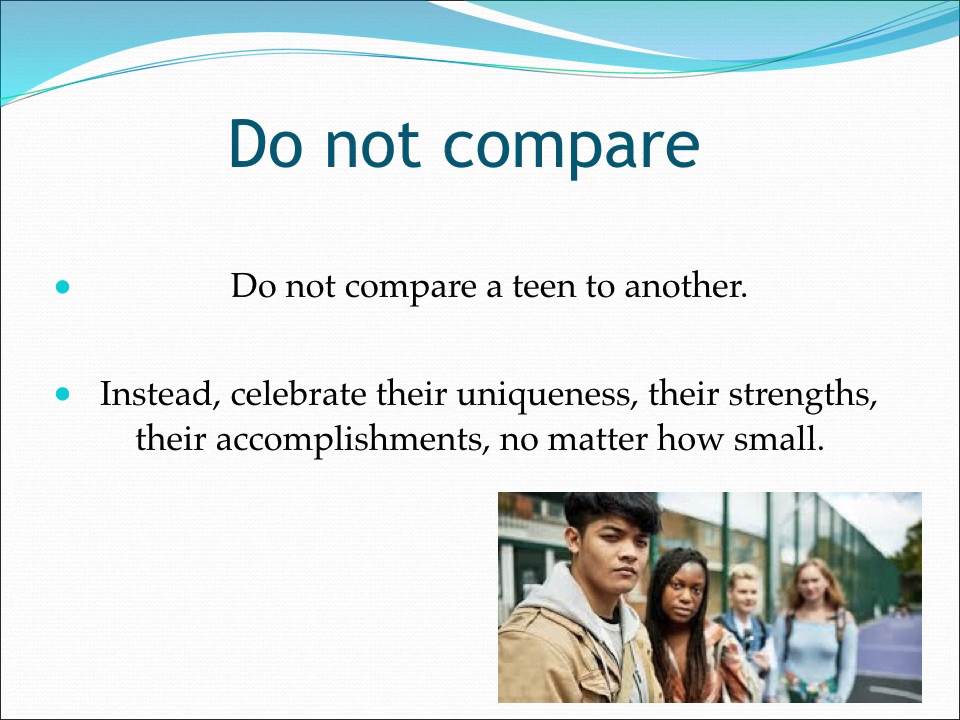 Do not compare
• Do not compare a teen to another.
• Instead, celebrate their uniqueness, their strengths,
their accomplishments, no matter how small.